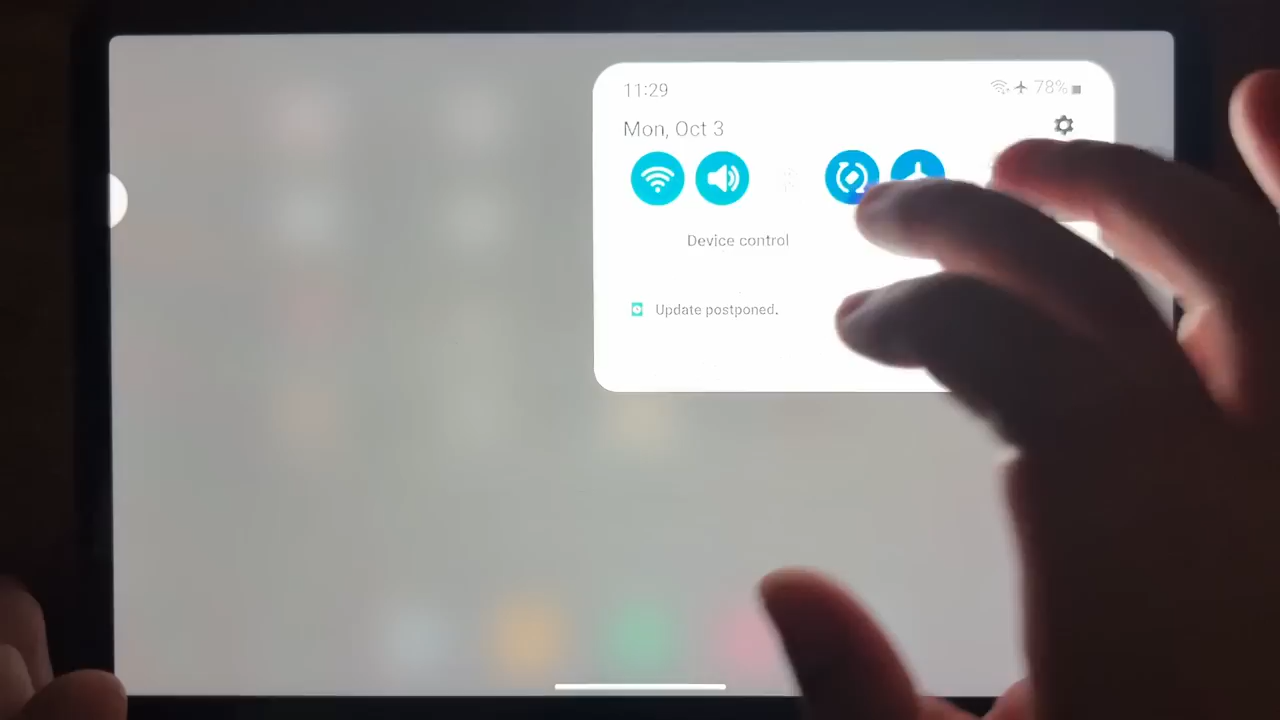 11:29
78%
Mon, Oct 3
Device control
Update postponed.